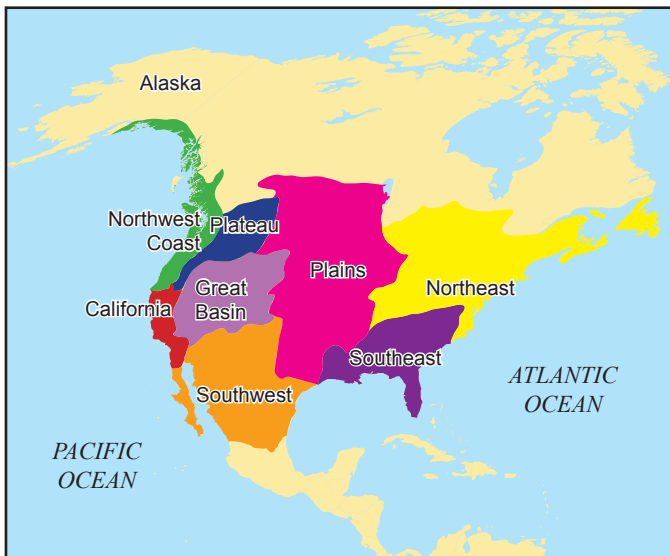 Alaska
Northwest
Coast
Plateau
Plains
Great
Basin
California
Northeast
Southeast
Southwest
ATLANTIC
OCEAN
PACIFIC
OCEAN